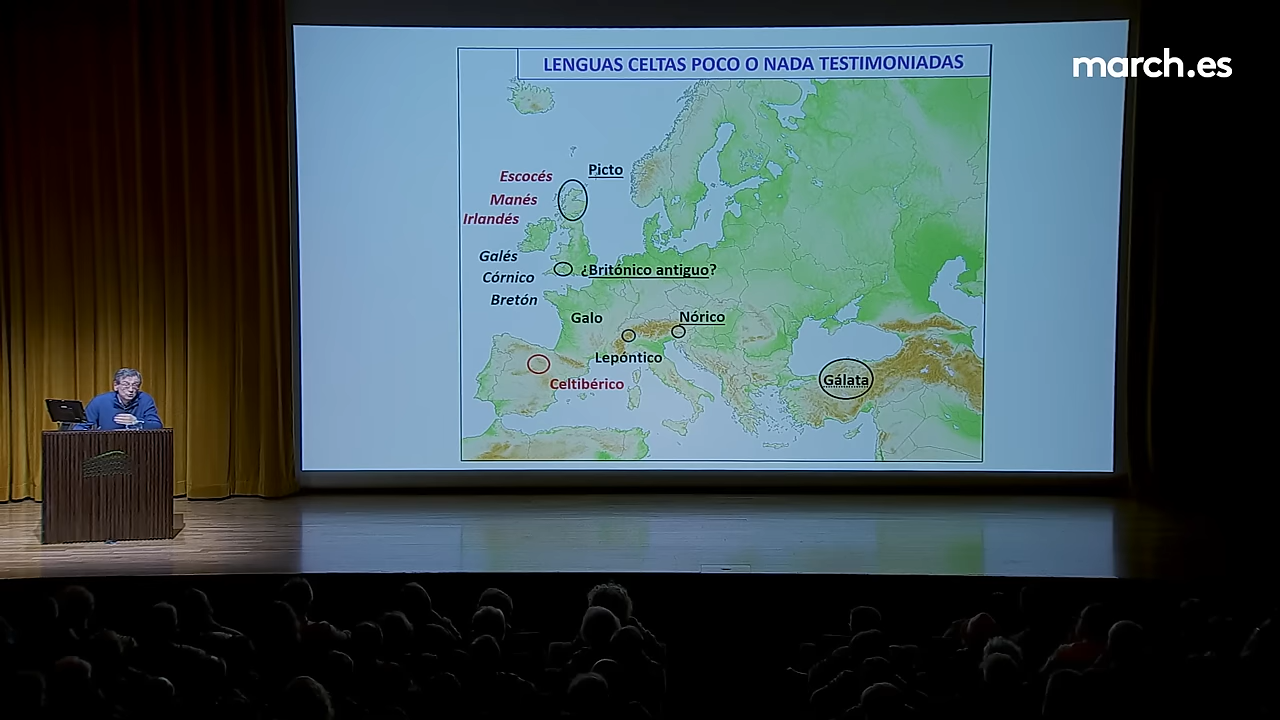 LENGUAS CELTAS POCO O NADA TESTIMONIADAS
march.es
Picto
Escocés
Manés
Irlandés
Galés
¿Británico antiguo?
Córnico
Bretón
Galo
Nórico
Lepóntico
Gálata
Celtibérico